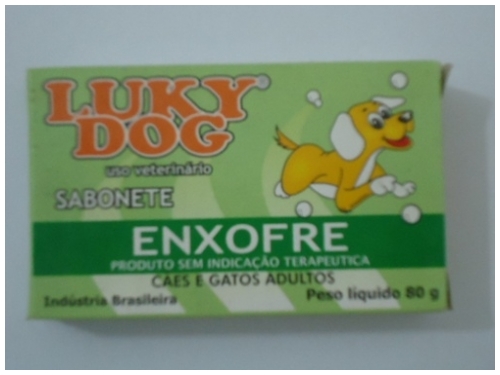 LUKY®
DOG
uso veterinário
SABONETE
ENXOFRE
PRODUTO SEM INDICAÇÃO TERAPEUTICA
CÃES E GATOS ADULTOS
Indústria Brasileira
Peso líquido 80 g